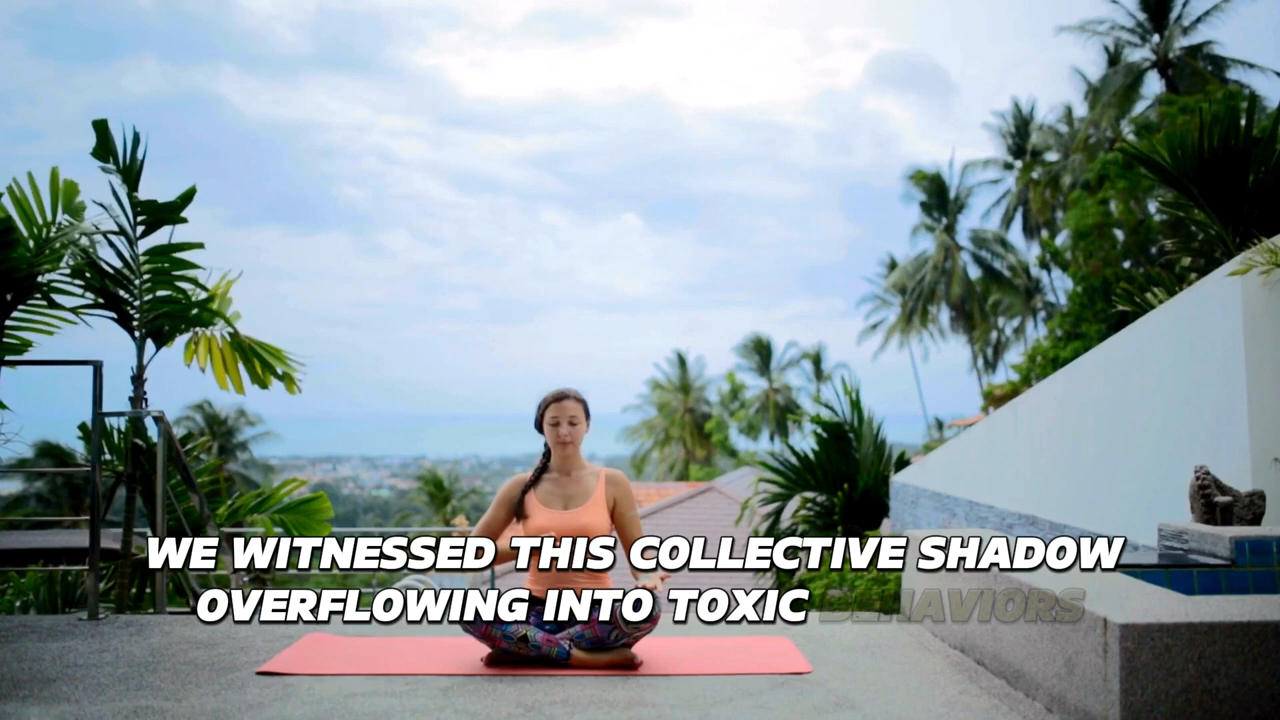 WE WITNESSED THIS COLLECTIVE SHADOW
OVERFLOWING INTO TOXIC BEHAVIORS